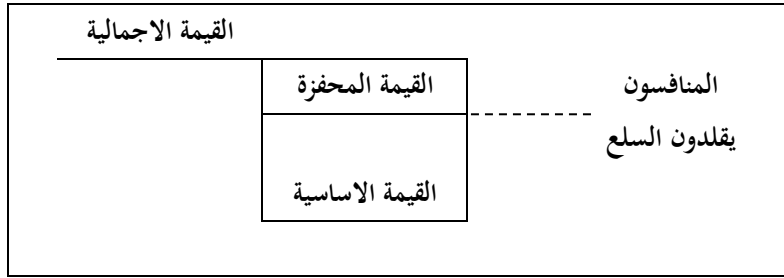 القيمة الاجمالية
القيمة المحفزة
المنافسون
يقلدون السلع
القيمة الاساسية